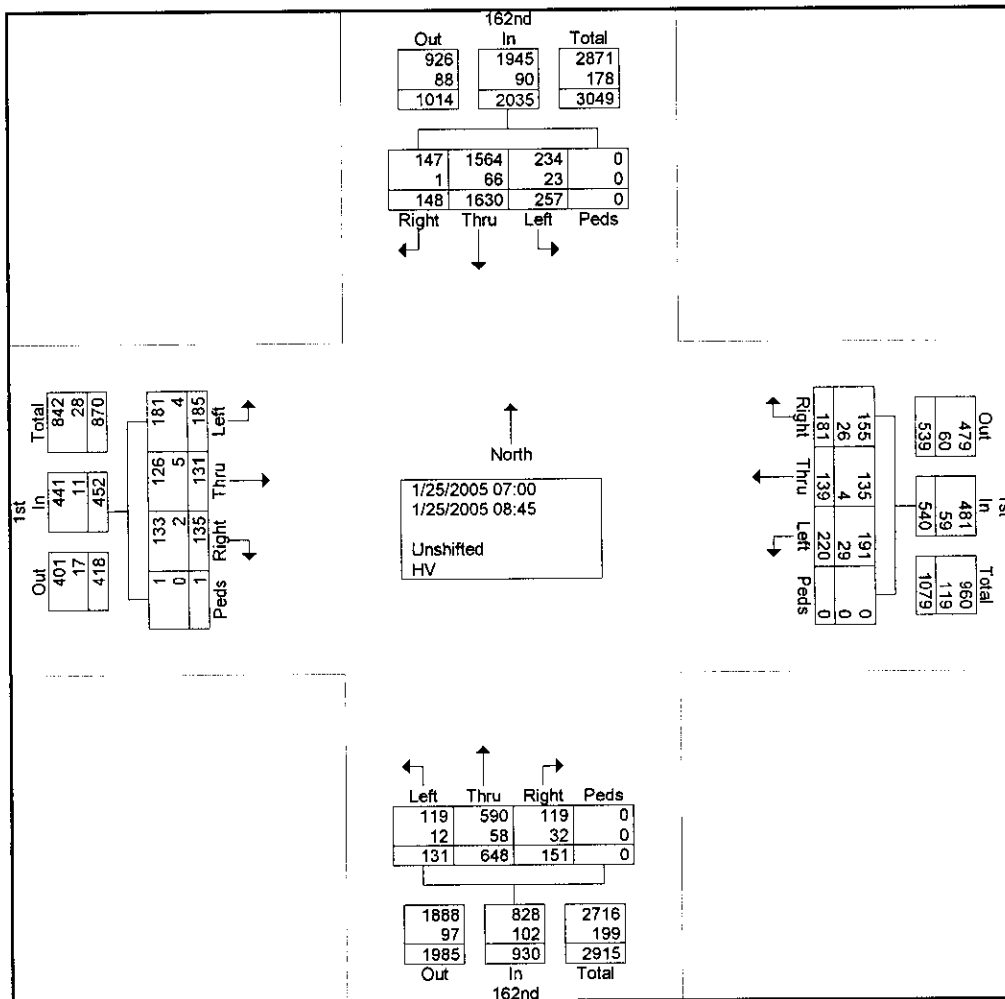 162nd
Out In Total
926 1945 2871
88 90 178
1014 2035 3049
147 1564 234 0
1 66 23 0
148 1630 257 0
Right Thru Left Peds
1st
Total In Out
842 441 401
28 11 17
870 452 418
181 126 133 1
4 5 2 0
185 131 135 1
Left Thru Right Peds
North
1/25/2005 07:00
1/25/2005 08:45
Unshifted
HV
Right Thru Left Peds
181 139 220 0
26 4 29 0
155 135 191 0
539 540 1079
60 59 119
479 481 960
Out In Total
1st
Left Thru Right Peds
119 590 119 0
12 58 32 0
131 648 151 0
1888 828 2716
97 102 199
1985 930 2915
Out In Total
162nd